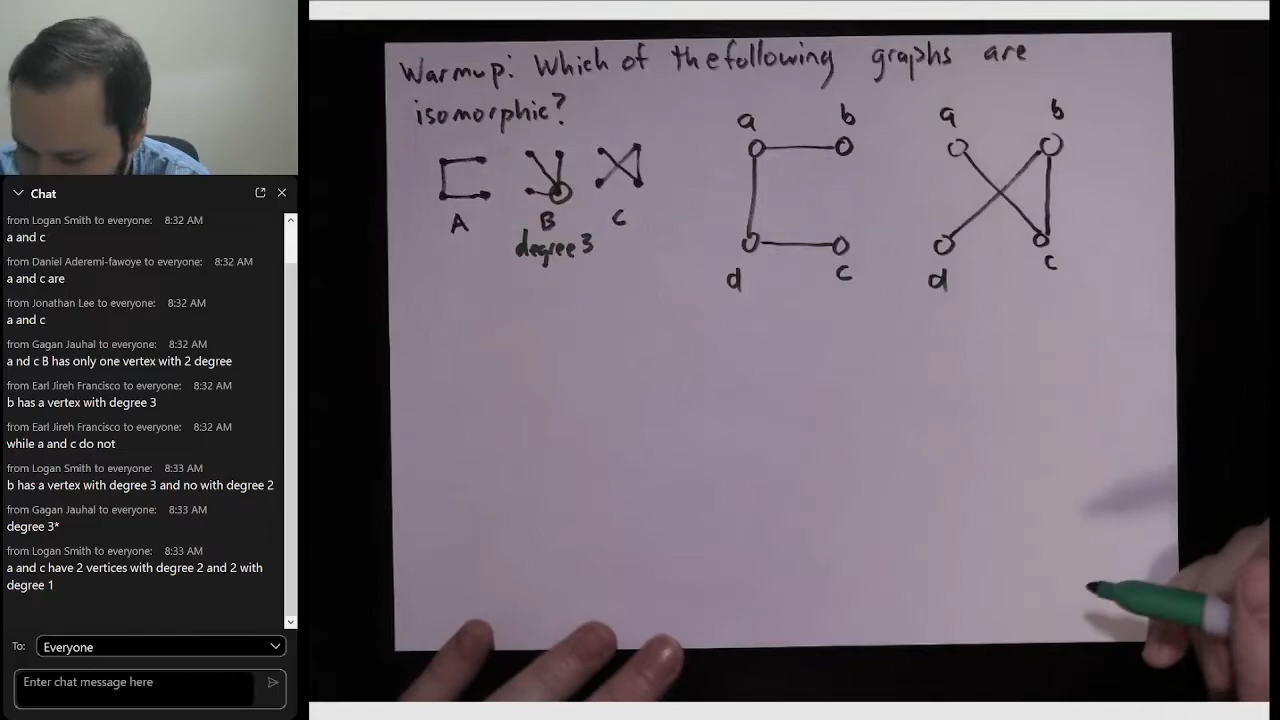 Chat
from Logan Smith to everyone: 8:32 AM
a and c
from Daniel Aderemi-fawoye to everyone: 8:32 AM
a and c are
from Jonathan Lee to everyone: 8:32 AM
a and c
from Gagan Jauhal to everyone: 8:32 AM
a nd c B has only one vertex with 2 degree
from Earl Jireh Francisco to everyone: 8:32 AM
b has a vertex with degree 3
from Earl Jireh Francisco to everyone: 8:32 AM
while a and c do not
from Logan Smith to everyone: 8:33 AM
b has a vertex with degree 3 and no with degree 2
from Gagan Jauhal to everyone: 8:33 AM
degree 3*
from Logan Smith to everyone: 8:33 AM
a and c have 2 vertices with degree 2 and 2 with
degree 1
To: Everyone
Enter chat message here
Warmup: Which of the following graphs are
isomorphic?
A B C
degree 3
a b
d c
a b
d c